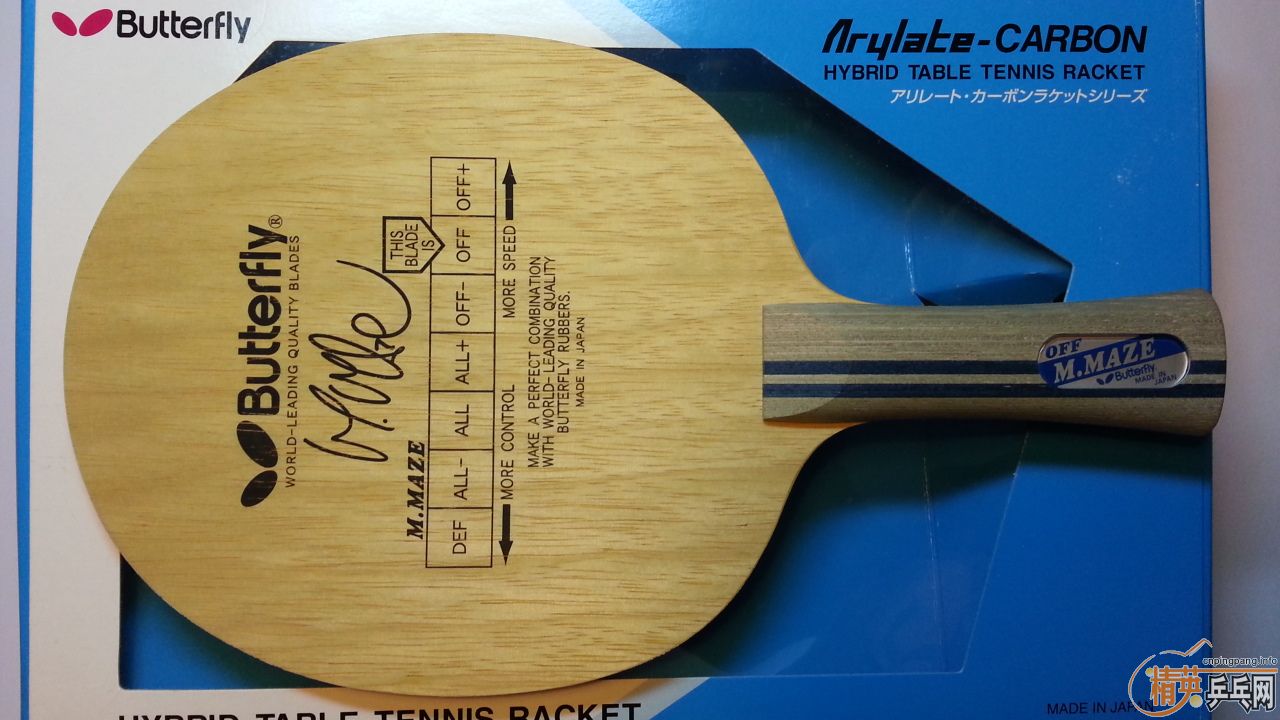 Butterfly
Arylate-CARBON
HYBRID TABLE TENNIS RACKET
アリレート・カーボンラケットシリーズ
Butterfly®
WORLD-LEADING QUALITY BLADES
M.MAZE
THIS
BLADE
IS
DEF ALL- ALL ALL+ OFF- OFF OFF+
MORE CONTROL MORE SPEED
MAKE A PERFECT COMBINATION
WITH WORLD-LEADING QUALITY
BUTTERFLY RUBBERS.
MADE IN JAPAN
OFF
M.MAZE
Butterfly
MADE IN
JAPAN
HYBRID TABLE TENNIS RACKET
MADE IN JAPAN
cnpingpang.info
精英乒乓网